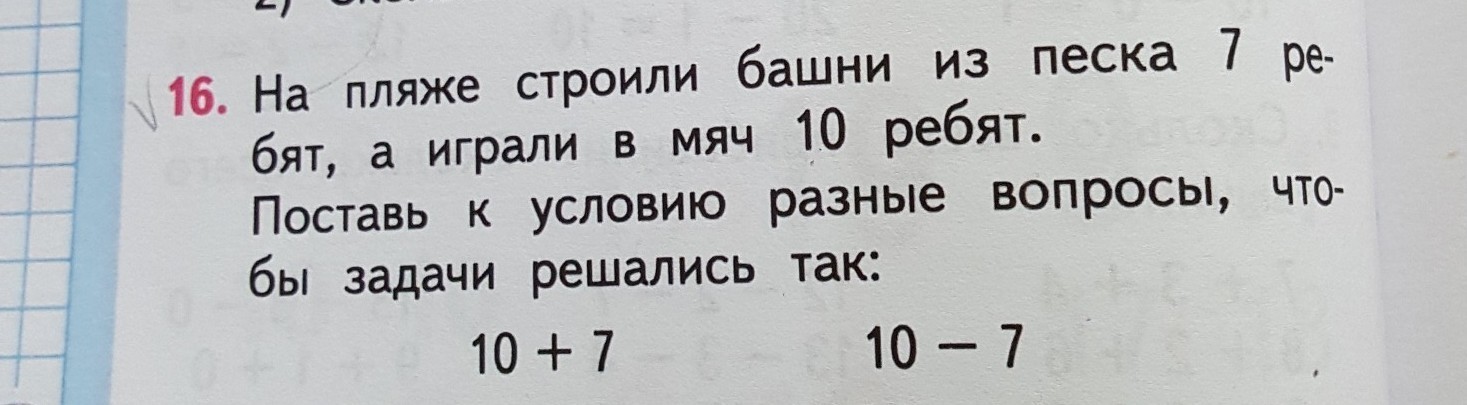 16. На пляже строили башни из песка 7 ре-
бят, а играли в мяч 10 ребят.
Поставь к условию разные вопросы, что-
бы задачи решались так:
10 + 7 10 − 7